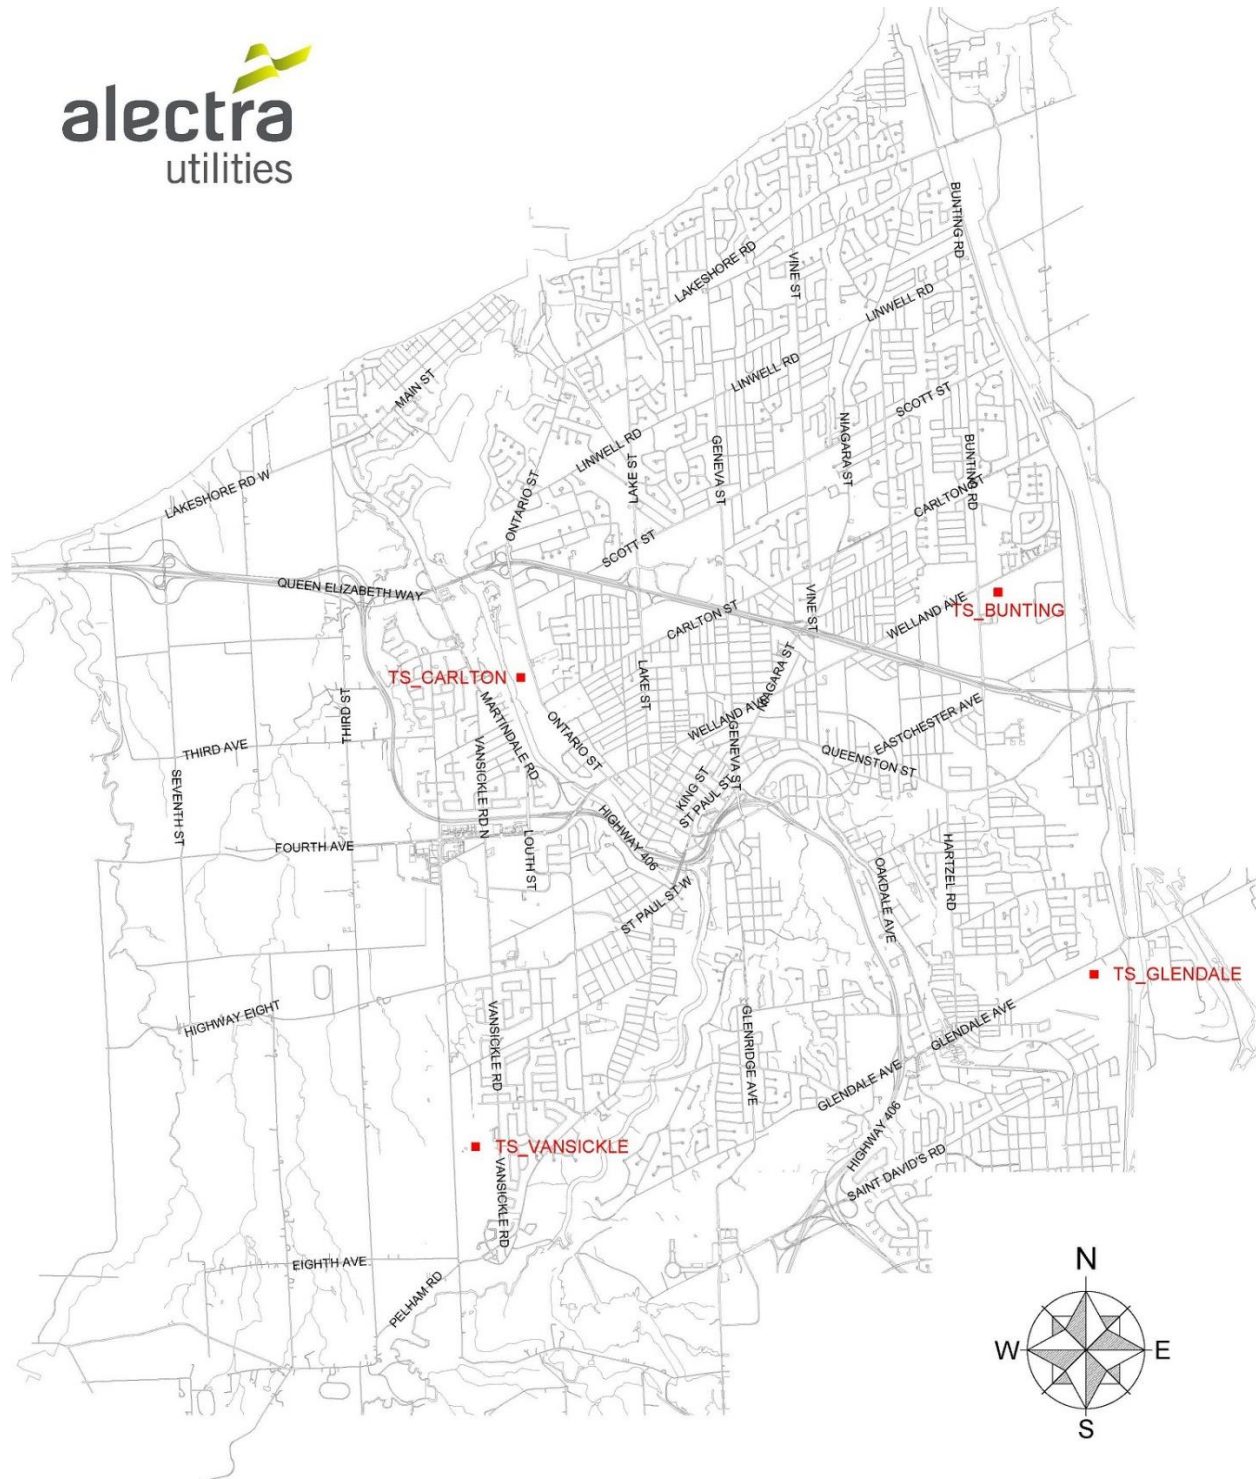 alectra
utilities
BUNTING RD
LAKESHORE RD
VINE ST
LINWELL RD
MAIN ST
LINWELL RD
SCOTT ST
NIAGARA ST
LINWELL RD
LAKE ST
GENEVA ST
BUNTING RD
LAKESHORE RD W
ONTARIO ST
CARLTON ST
SCOTT ST
QUEEN ELIZABETH WAY
VINE ST
WELLAND AVE
TS_BUNTING
CARLTON ST
TS_CARLTON
LAKE ST
NIAGARA ST
THIRD ST
MARTINDALE RD
ONTARIO ST
WELLAND AVE
EASTCHESTER AVE
THIRD AVE
VANSICKLE RD N
GENEVA ST
QUEENSTON ST
SEVENTH ST
KING ST
ST PAUL ST
FOURTH AVE
LOUTH ST
HIGHWAY 406
HARTZEL RD
OAKDALE AVE
ST PAUL ST W
TS_GLENDALE
HIGHWAY EIGHT
VANSICKLE RD
GLENRIDGE AVE
GLENDALE AVE
GLENDALE AVE
TS_VANSICKLE
HIGHWAY 406
SAINT DAVID'S RD
VANSICKLE RD
EIGHTH AVE
PELHAM RD
N
W
E
S